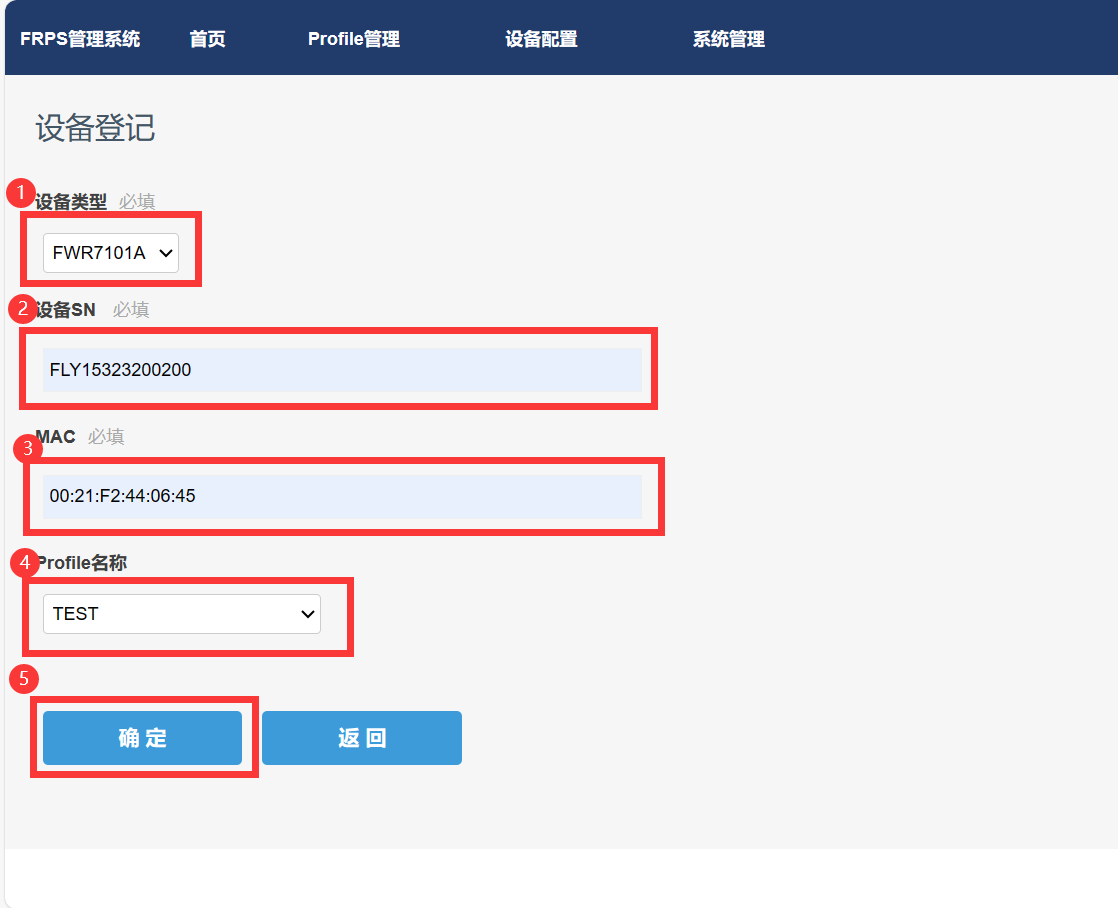 FRPS管理系统 首页 Profile管理 设备配置 系统管理
设备登记
1 设备类型 必填
FWR7101A
2 设备SN 必填
FLY15323200200
3 MAC 必填
00:21:F2:44:06:45
4 Profile名称
TEST
5
确 定 返 回